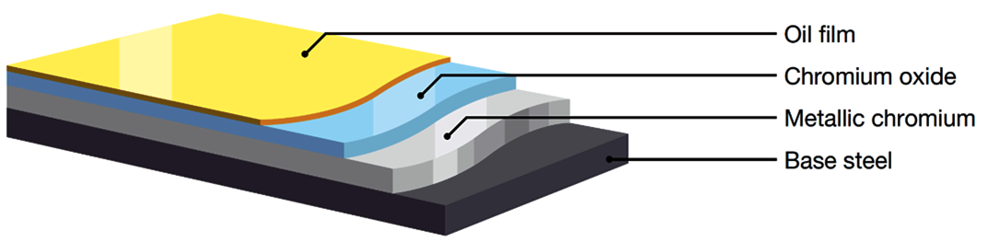 Oil film
Chromium oxide
Metallic chromium
Base steel